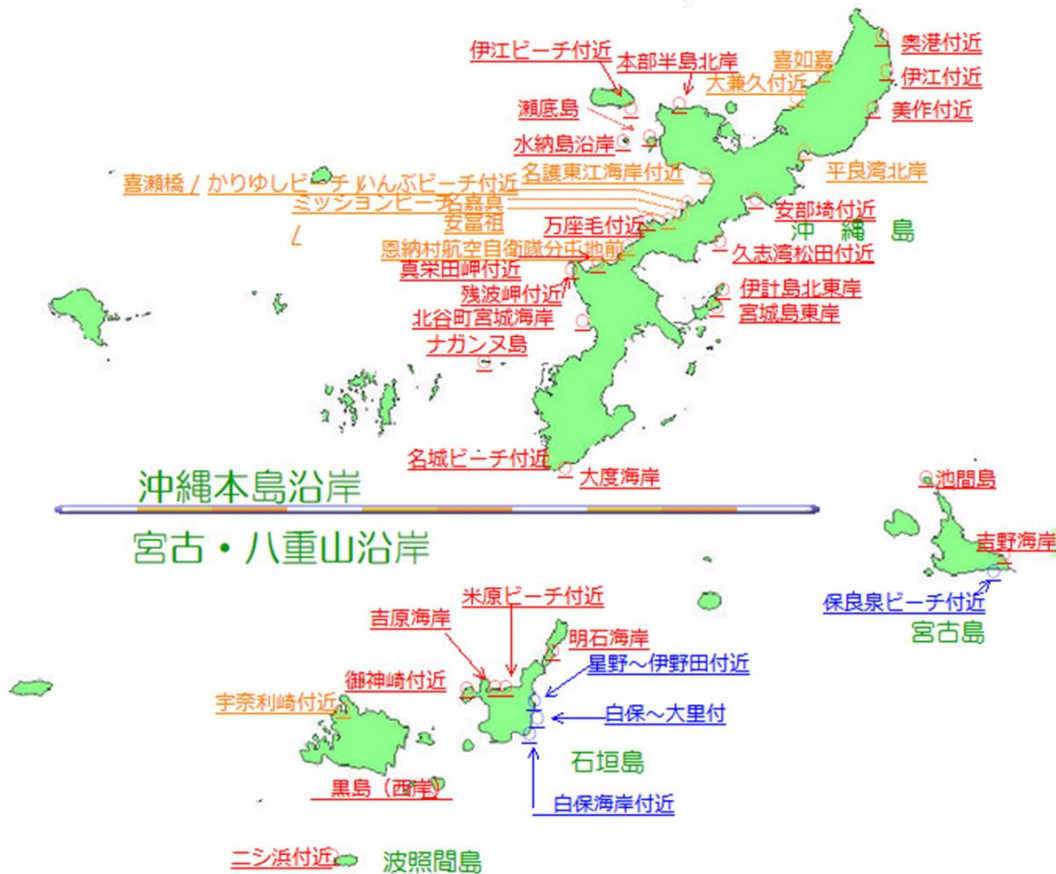 伊江ビーチ付近
本部半島北岸
喜如嘉
奥港付近
大兼久付近
伊江付近
瀬底島
美作付近
水納島沿岸
名護東江海岸付近
平良湾北岸
喜瀬橋 / かりゆしビーチ /いんぶビーチ付近
ミッションビーチ
/
名嘉真
安富祖
万座毛付近
安部埼付近
沖縄島
恩納村航空自衛隊分屯地前
久志湾松田付近
真栄田岬付近
残波岬付近
伊計島北東岸
北谷町宮城海岸
宮城島東岸
ナガンヌ島
名城ビーチ付近
大度海岸
沖縄本島沿岸
池間島
宮古・八重山沿岸
吉野海岸
保良泉ビーチ付近
宮古島
米原ビーチ付近
吉原海岸
明石海岸
星野～伊野田付近
御神崎付近
宇奈利崎付近
白保～大里付
石垣島
黒島（西岸）
白保海岸付近
ニシ浜付近
波照間島